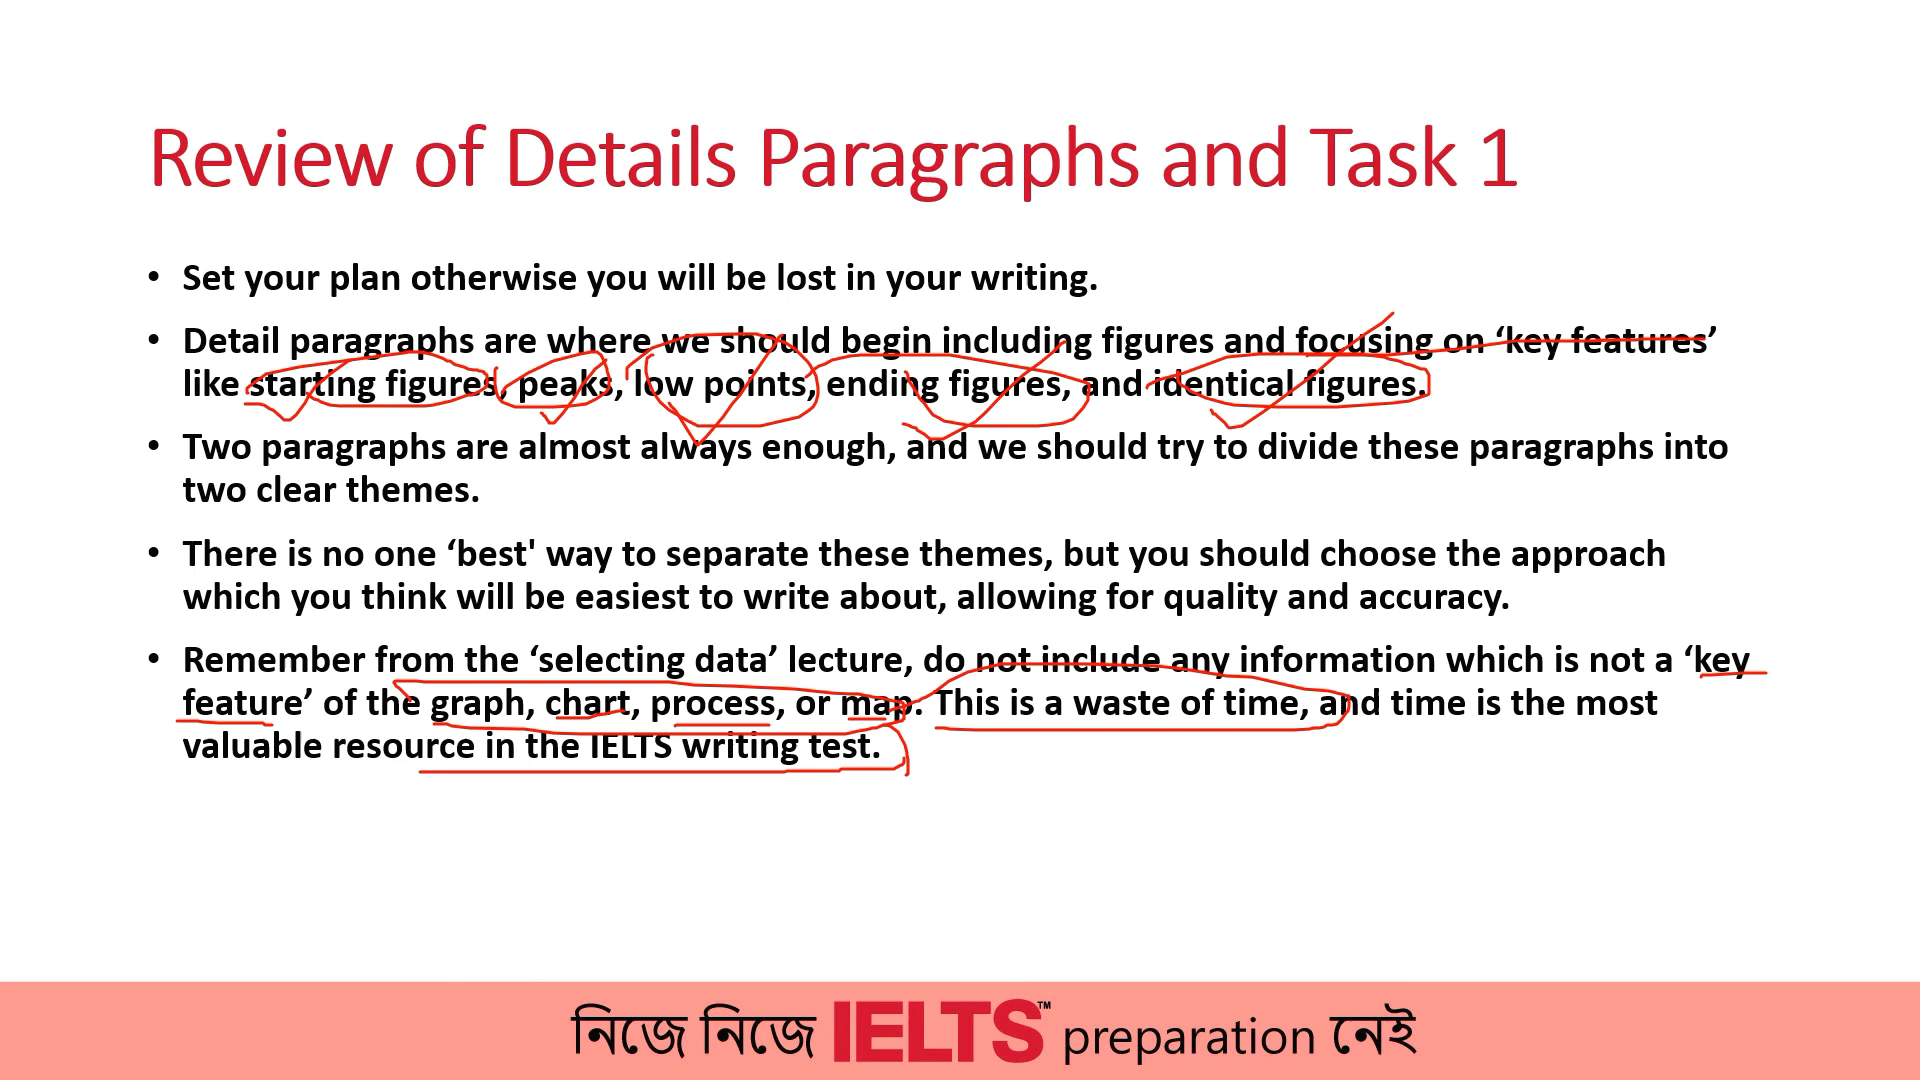 Review of Details Paragraphs and Task 1
• Set your plan otherwise you will be lost in your writing.
• Detail paragraphs are where we should begin including figures and focusing on ‘key features’
like starting figures, peaks, low points, ending figures, and identical figures.
• Two paragraphs are almost always enough, and we should try to divide these paragraphs into
two clear themes.
• There is no one ‘best' way to separate these themes, but you should choose the approach
which you think will be easiest to write about, allowing for quality and accuracy.
• Remember from the ‘selecting data’ lecture, do not include any information which is not a ‘key
feature’ of the graph, chart, process, or map. This is a waste of time, and time is the most
valuable resource in the IELTS writing test.
নিজে নিজে IELTS™ preparation নেই